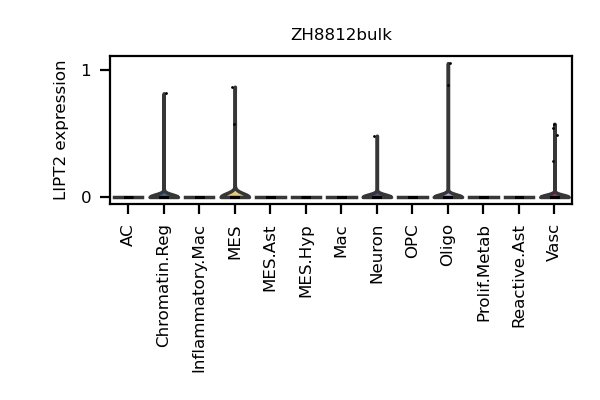 ZH8812bulk
LIPT2 expression
1
0
AC
Chromatin.Reg
Inflammatory.Mac
MES
MES.Ast
MES.Hyp
Mac
Neuron
OPC
Oligo
Prolif.Metab
Reactive.Ast
Vasc